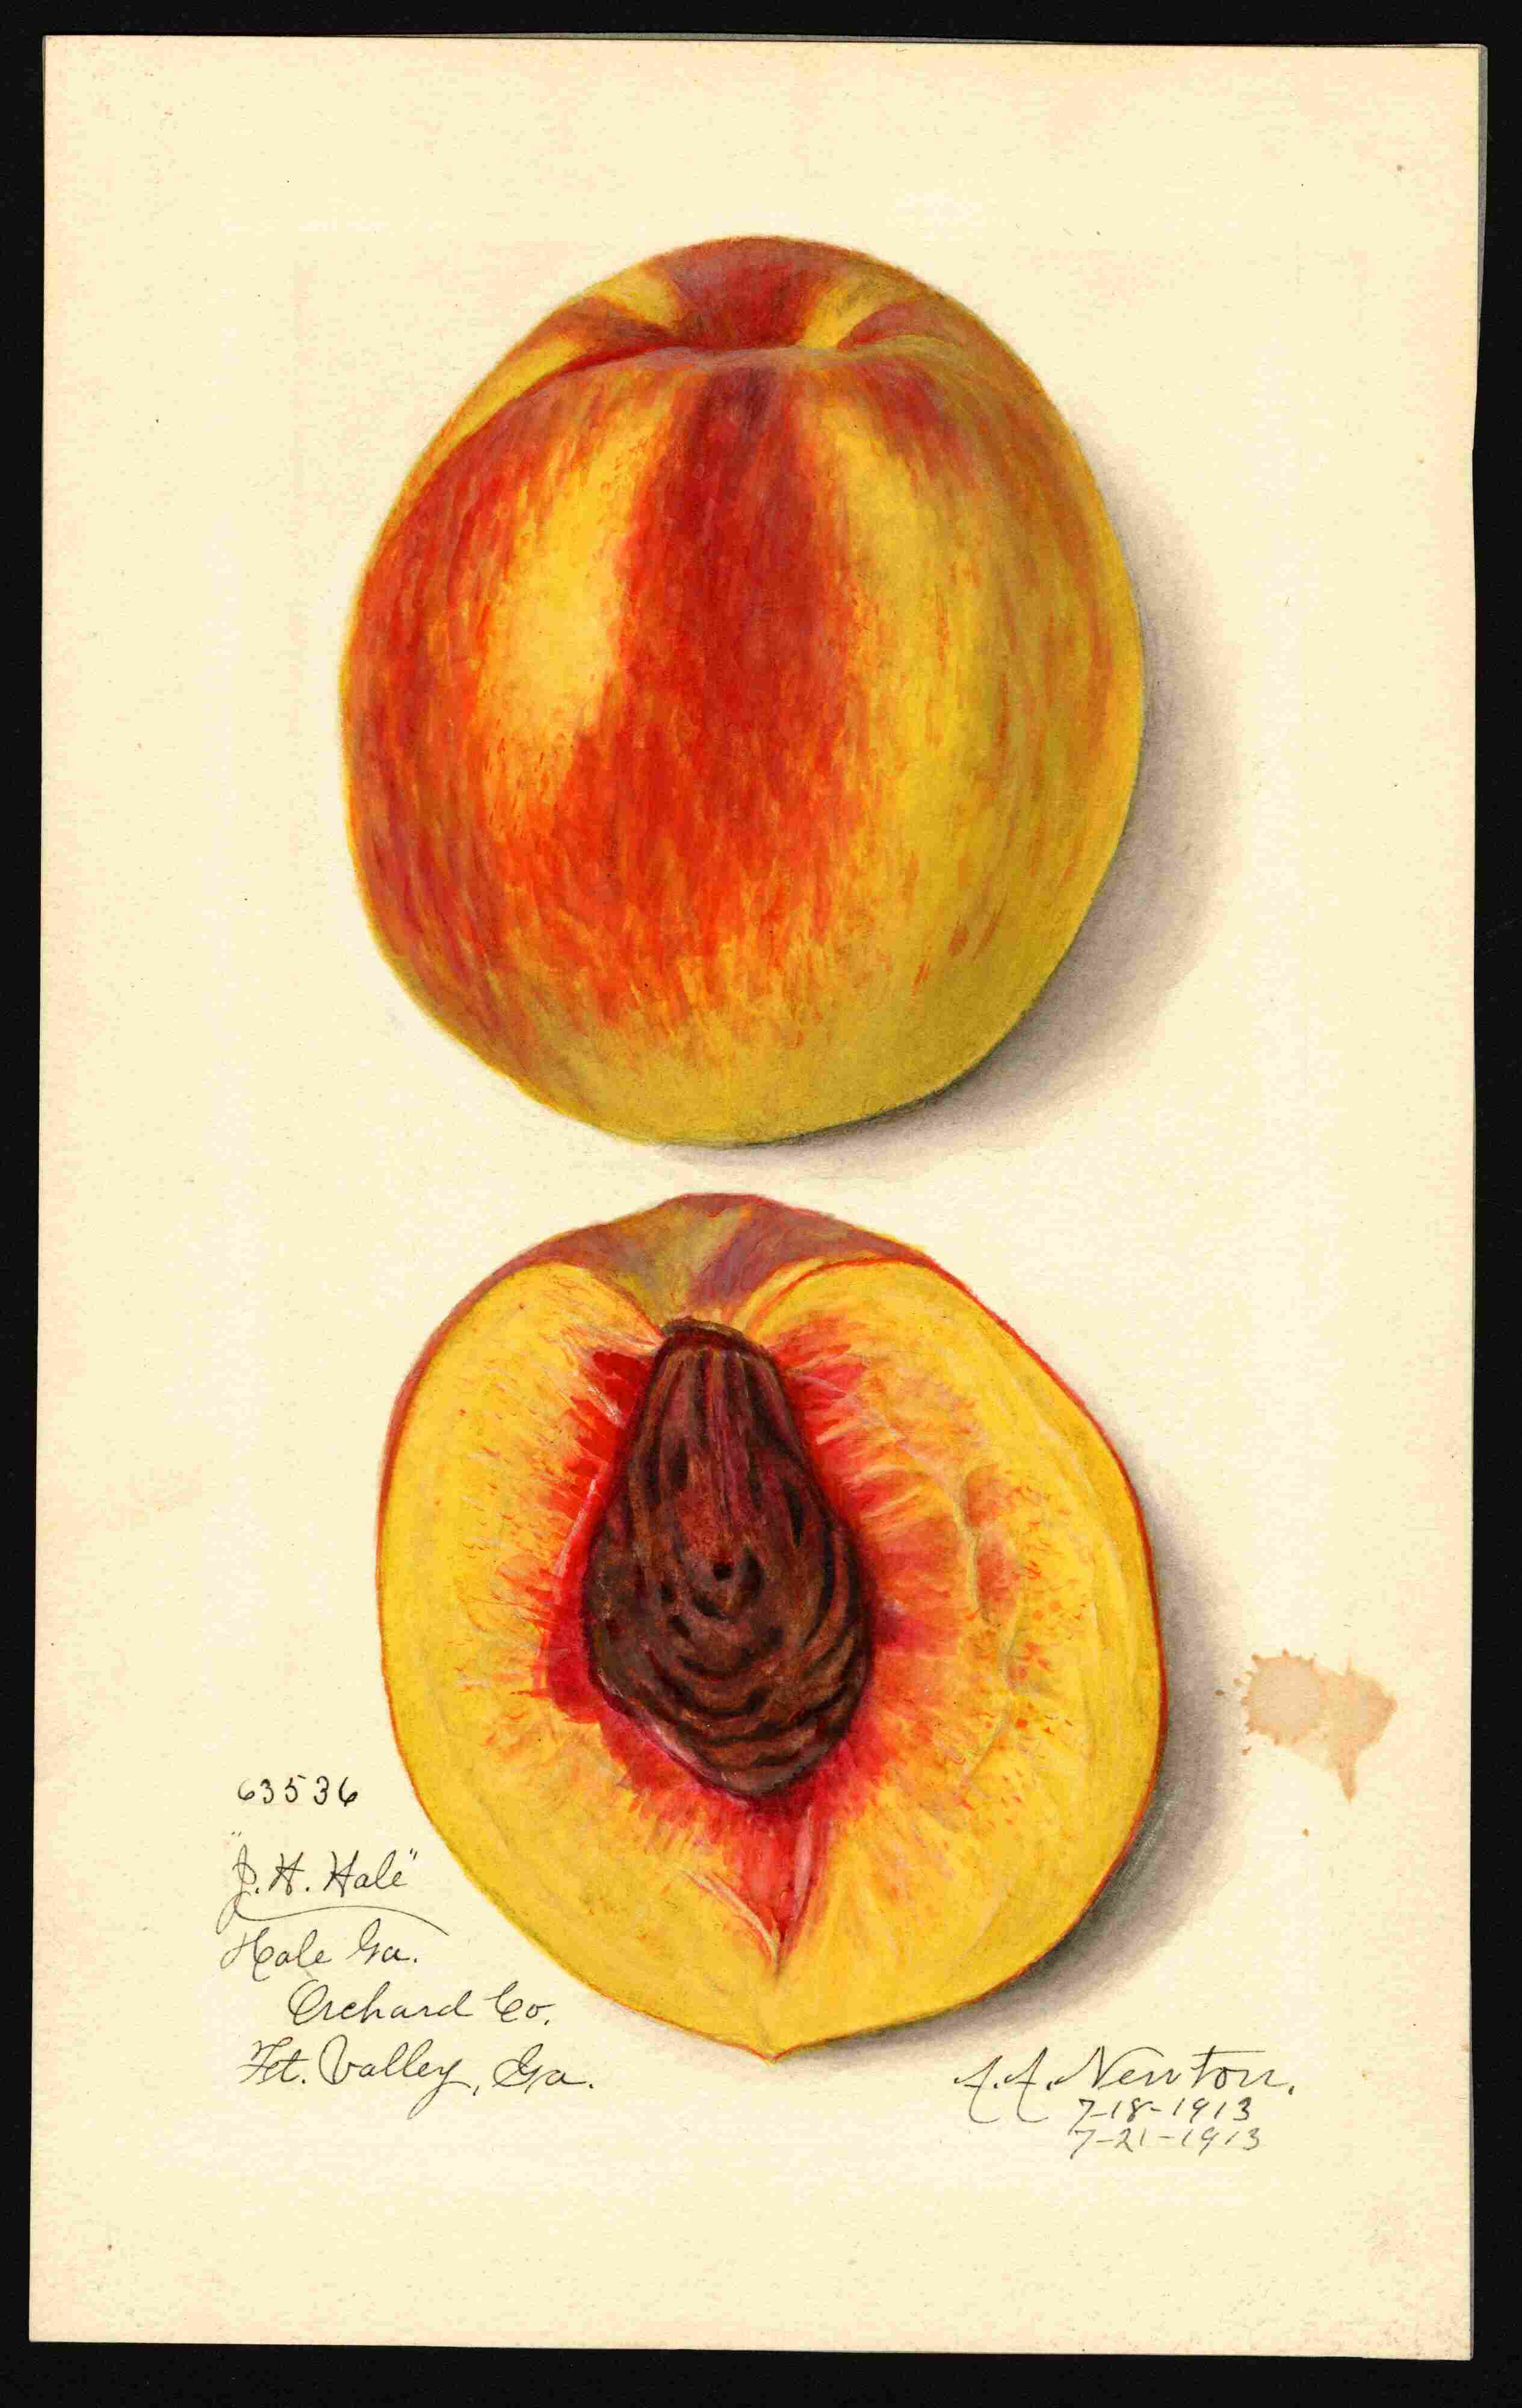 63536
"J. H. Hale"
Hale Ga.
Orchard Co.
Ft. Valley, Ga.
A. A. Newton.
7-18-1913
7-21-1913